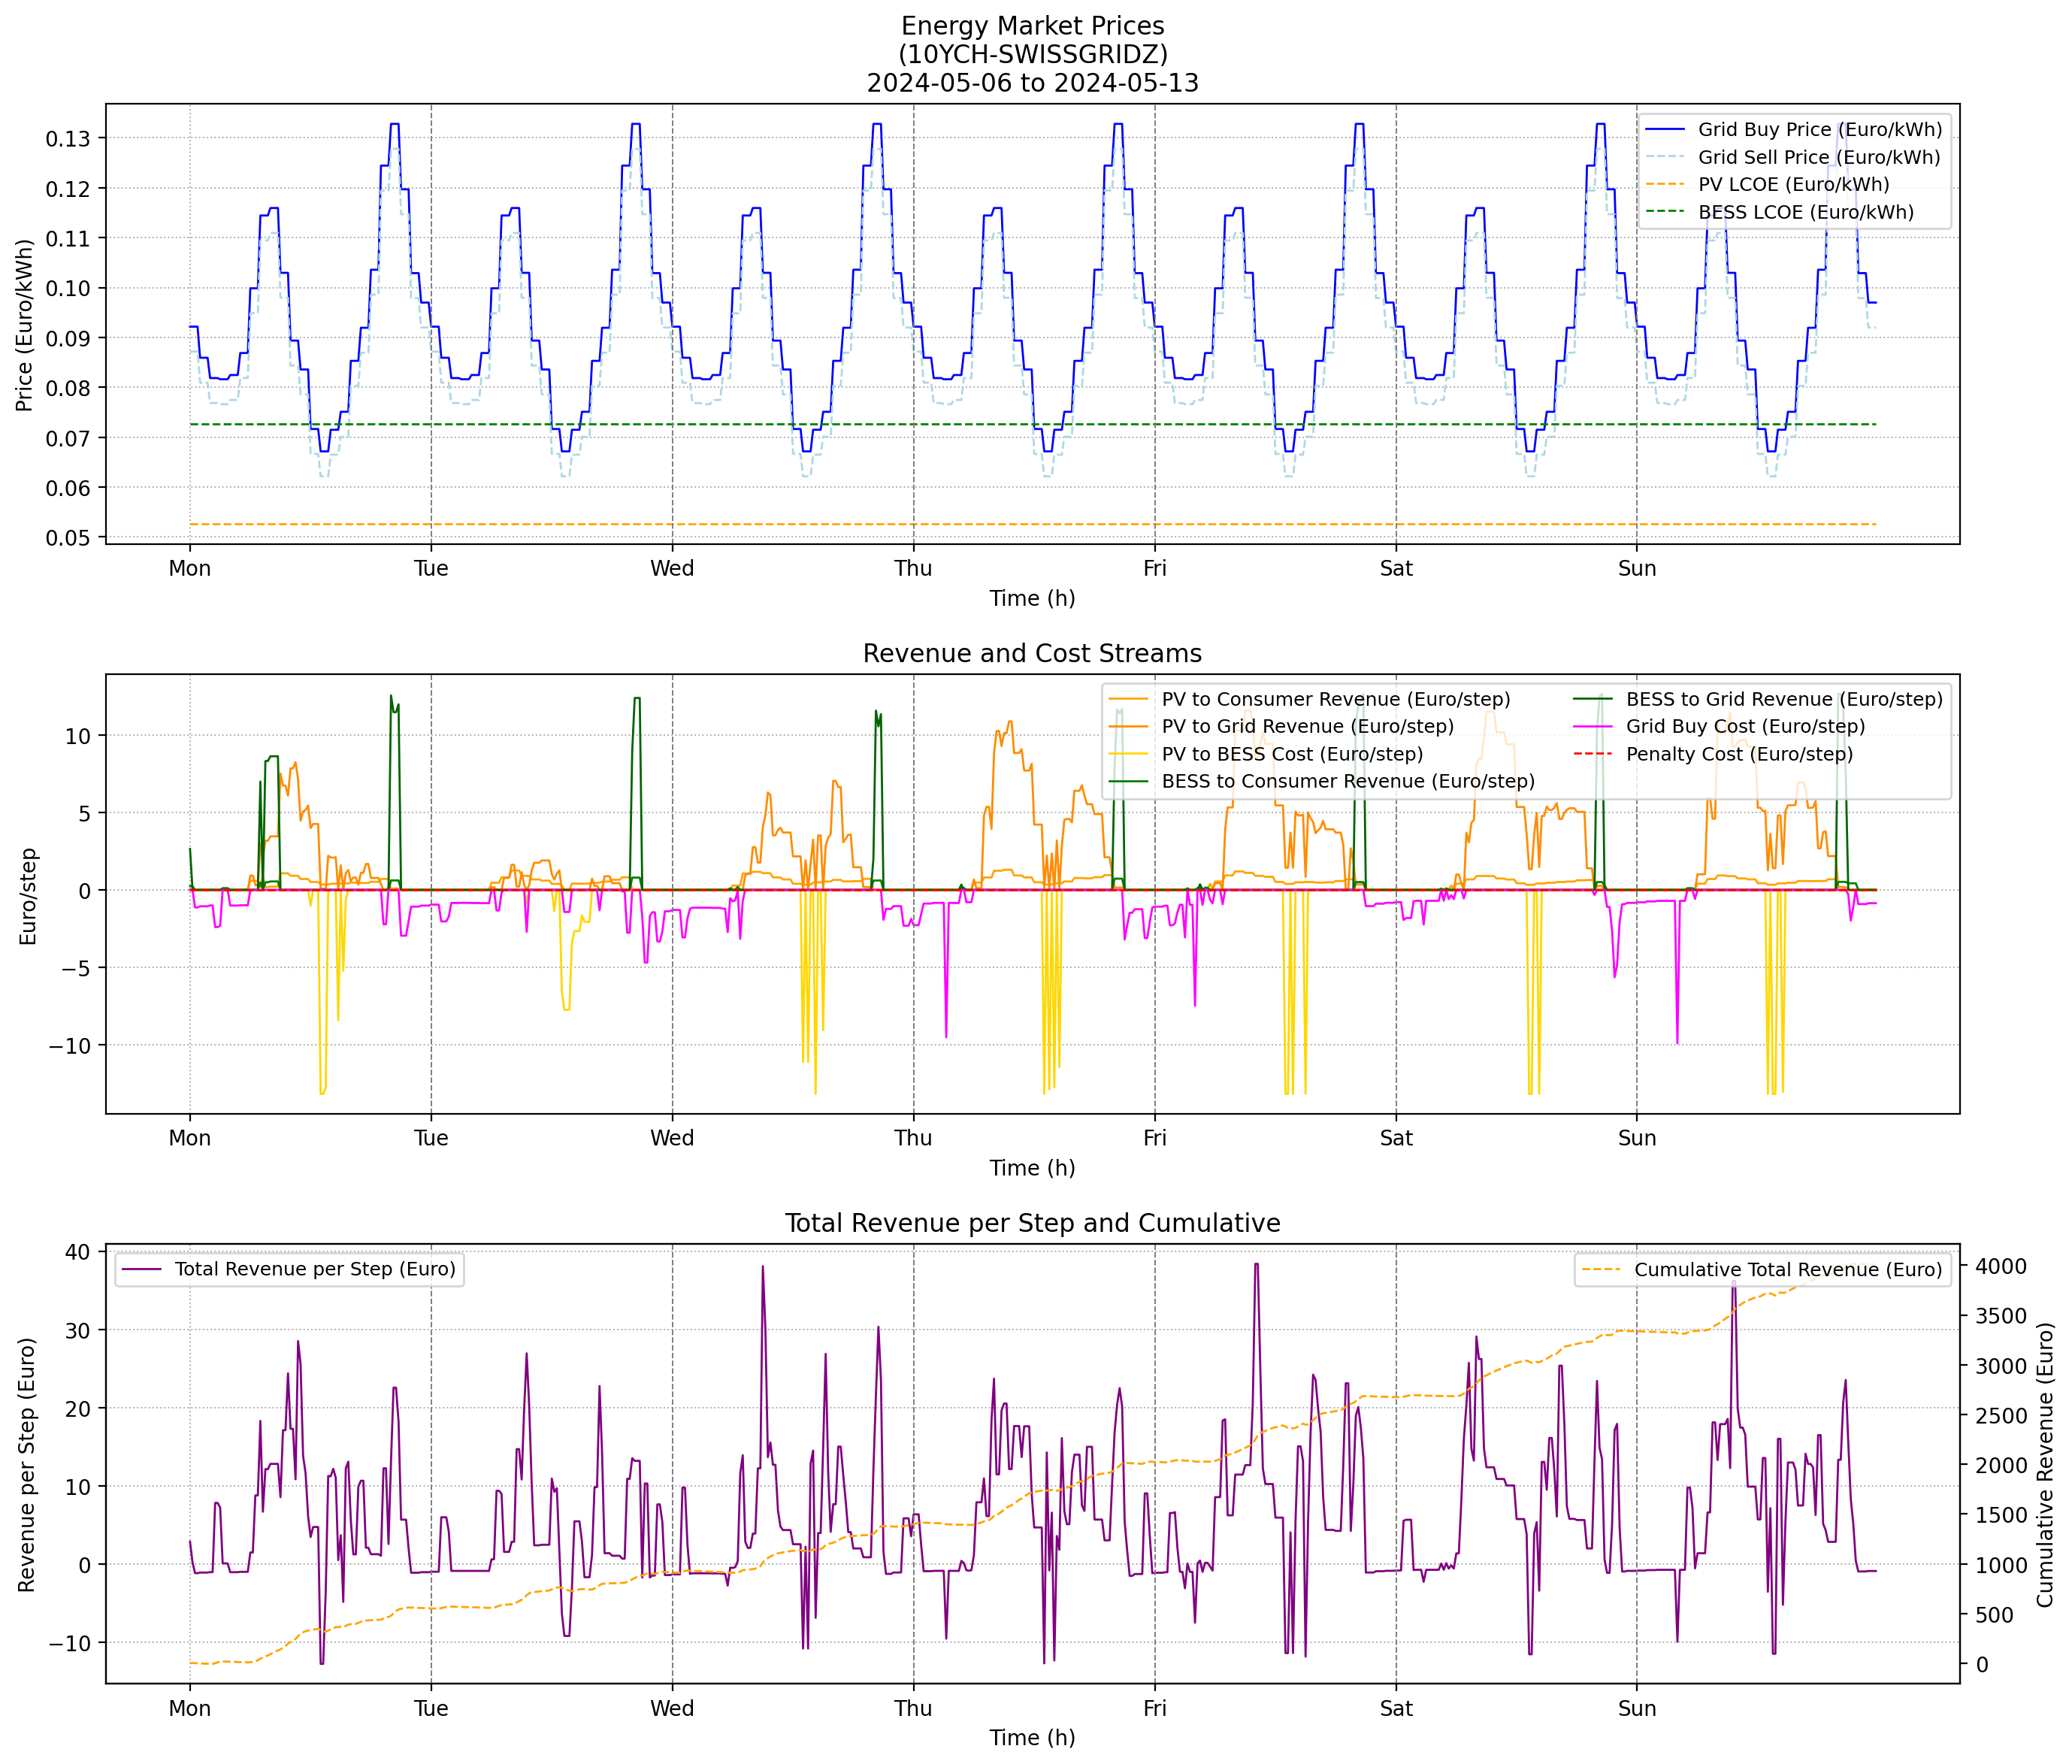 Energy Market Prices
(10YCH-SWISSGRIDZ)
2024-05-06 to 2024-05-13
Price (Euro/kWh)
0.13
0.12
0.11
0.10
0.09
0.08
0.07
0.06
0.05
Grid Buy Price (Euro/kWh)
Grid Sell Price (Euro/kWh)
PV LCOE (Euro/kWh)
BESS LCOE (Euro/kWh)
Mon Tue Wed Thu Fri Sat Sun
Time (h)
Revenue and Cost Streams
Euro/step
10
5
0
−5
−10
PV to Consumer Revenue (Euro/step)
PV to Grid Revenue (Euro/step)
PV to BESS Cost (Euro/step)
BESS to Consumer Revenue (Euro/step)
BESS to Grid Revenue (Euro/step)
Grid Buy Cost (Euro/step)
Penalty Cost (Euro/step)
Mon Tue Wed Thu Fri Sat Sun
Time (h)
Total Revenue per Step and Cumulative
Revenue per Step (Euro)
40
30
20
10
0
−10
Total Revenue per Step (Euro)
Cumulative Total Revenue (Euro)
4000
3500
3000
2500
2000
1500
1000
500
0
Cumulative Revenue (Euro)
Mon Tue Wed Thu Fri Sat Sun
Time (h)